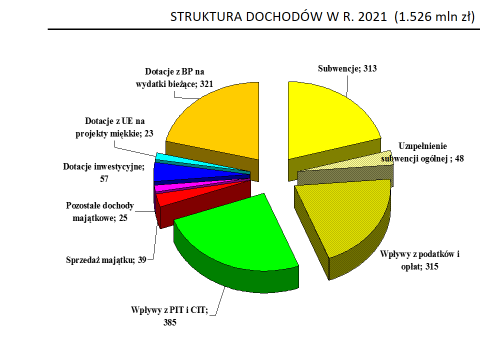 STRUKTURA DOCHODÓW W R. 2021 (1.526 mln zł)
Subwencje; 313
Dotacje z BP na
wydatki bieżące; 321
Dotacje z UE na
projekty miękkie; 23
Uzupełnienie
subwencji ogólnej ; 48
Dotacje inwestycyjne;
57
Pozostałe dochody
majątkowe; 25
Wpływy z podatków i
opłat; 315
Sprzedaż majątku; 39
Wpływy z PIT i CIT;
385